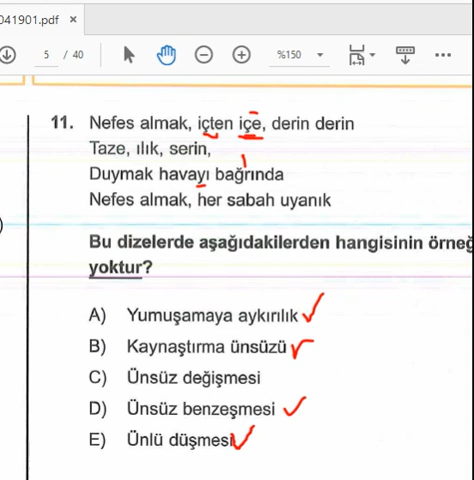 041901.pdf ×
5 / 40 %150
11. Nefes almak, içten içe, derin derin
Taze, ılık, serin,
Duymak havayı bağrında
Nefes almak, her sabah uyanık
Bu dizelerde aşağıdakilerden hangisinin örneğ
yoktur?
A) Yumuşamaya aykırılık
B) Kaynaştırma ünsüzü
C) Ünsüz değişmesi
D) Ünsüz benzeşmesi
E) Ünlü düşmesi